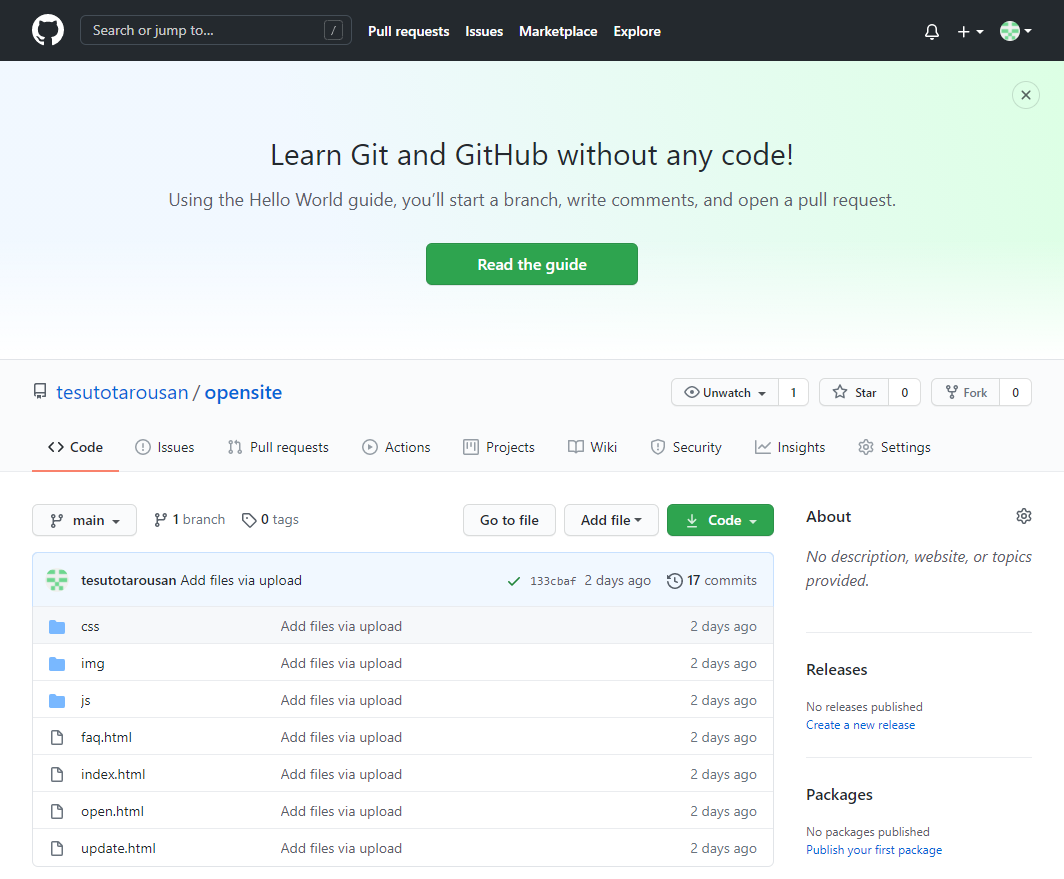 Search or jump to... /
Pull requests Issues Marketplace Explore
Learn Git and GitHub without any code!
Using the Hello World guide, you’ll start a branch, write comments, and open a pull request.
Read the guide
tesutotarousan / opensite
Unwatch 1 Star 0 Fork 0
Code Issues Pull requests Actions Projects Wiki Security Insights Settings
main 1 branch 0 tags Go to file Add file Code
tesutotarousan Add files via upload 133cbaf 2 days ago 17 commits
css Add files via upload 2 days ago
img Add files via upload 2 days ago
js Add files via upload 2 days ago
faq.html Add files via upload 2 days ago
index.html Add files via upload 2 days ago
open.html Add files via upload 2 days ago
update.html Add files via upload 2 days ago
About
No description, website, or topics
provided.
Releases
No releases published
Create a new release
Packages
No packages published
Publish your first package